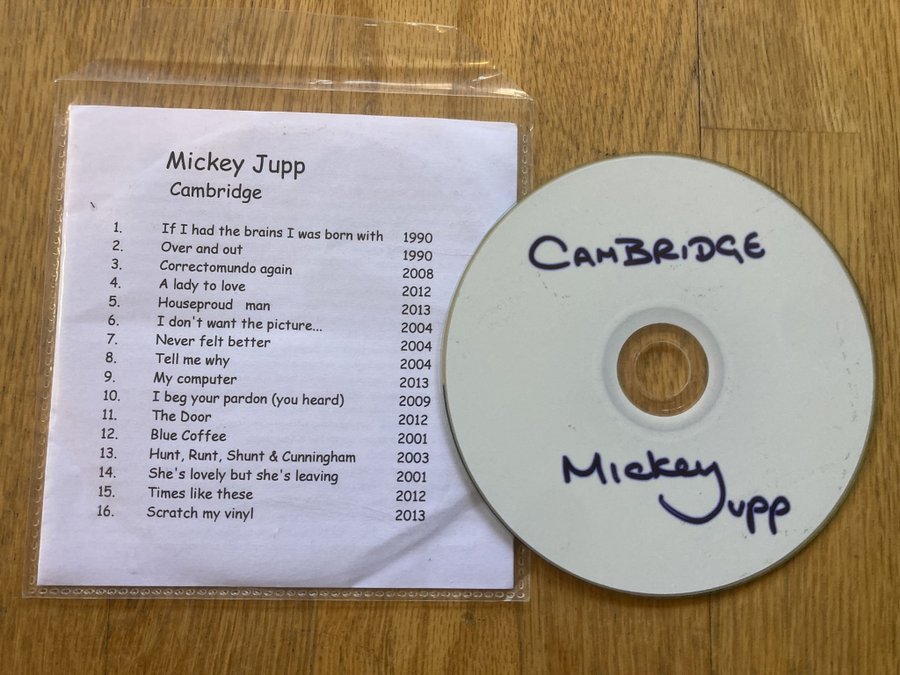 Mickey Jupp
Cambridge
1. If I had the brains I was born with 1990
2. Over and out 1990
3. Correctomundo again 2008
4. A lady to love 2012
5. Houseproud man 2013
6. I don't want the picture... 2004
7. Never felt better 2004
8. Tell me why 2004
9. My computer 2013
10. I beg your pardon (you heard) 2009
11. The Door 2012
12. Blue Coffee 2001
13. Hunt, Runt, Shunt & Cunningham 2003
14. She's lovely but she's leaving 2001
15. Times like these 2012
16. Scratch my vinyl 2013
CAMBRIDGE
Mickey
Jupp